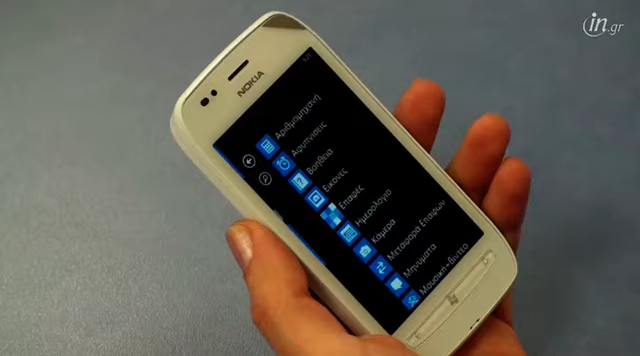 in.gr
NOKIA
Αριθμομηχανή
Αφυπνίσεις
Βοήθεια
Εικόνες
Επαφές
Ημερολόγιο
Κάμερα
Μεταφορά Επαφών
Μηνύματα
Μουσική+βίντεο